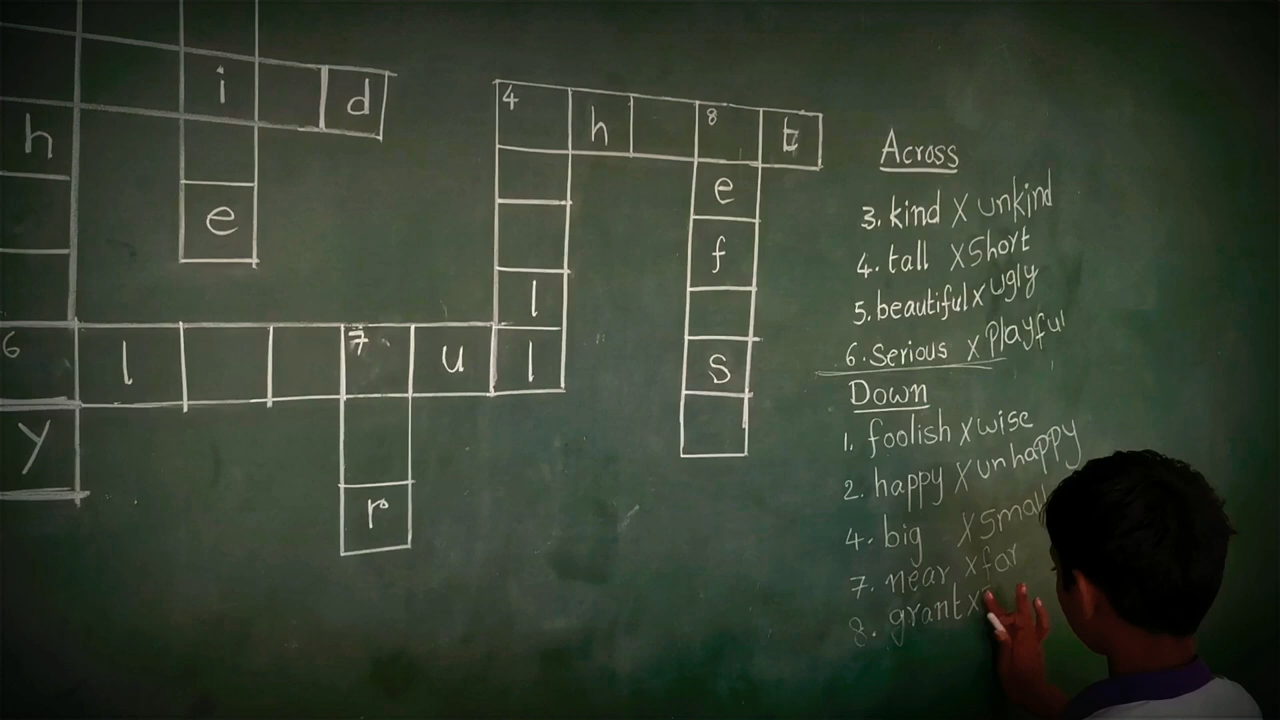 i d
h
e
4 h 8 t
e
f
l
6 l 7 u l
s
y
r
Across
3. kind X unkind
4. tall X Short
5. beautiful x ugly
6. Serious x Playful
Down
1. foolish x wise
2. happy X unhappy
4. big X Small
7. near x far
8. grant x